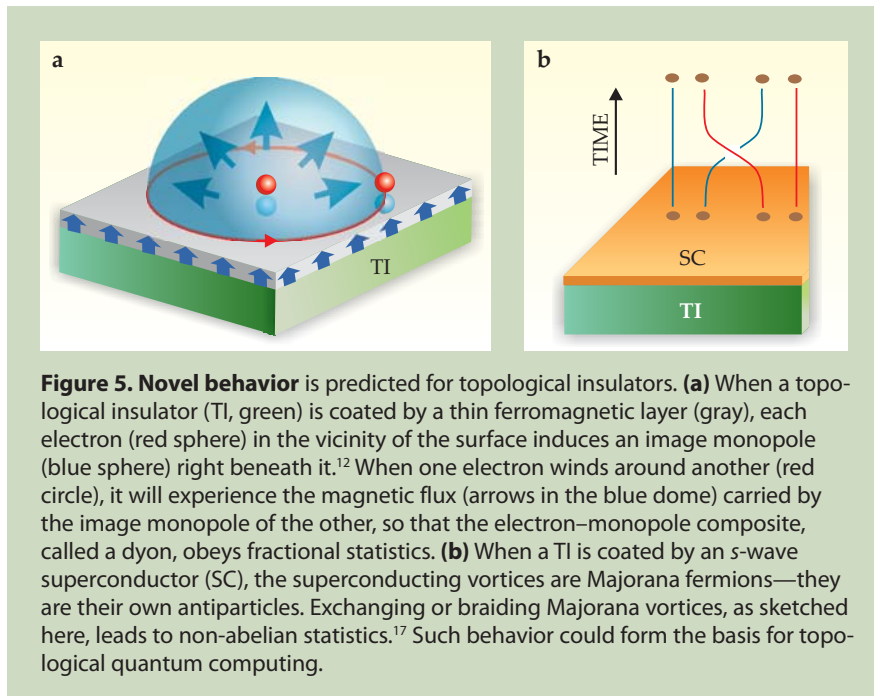 a
b
TIME
TI
SC
TI
Figure 5. Novel behavior is predicted for topological insulators. (a) When a topo-
logical insulator (TI, green) is coated by a thin ferromagnetic layer (gray), each
electron (red sphere) in the vicinity of the surface induces an image monopole
(blue sphere) right beneath it.¹² When one electron winds around another (red
circle), it will experience the magnetic flux (arrows in the blue dome) carried by
the image monopole of the other, so that the electron–monopole composite,
called a dyon, obeys fractional statistics. (b) When a TI is coated by an s-wave
superconductor (SC), the superconducting vortices are Majorana fermions—they
are their own antiparticles. Exchanging or braiding Majorana vortices, as sketched
here, leads to non-abelian statistics.¹⁷ Such behavior could form the basis for topo-
logical quantum computing.